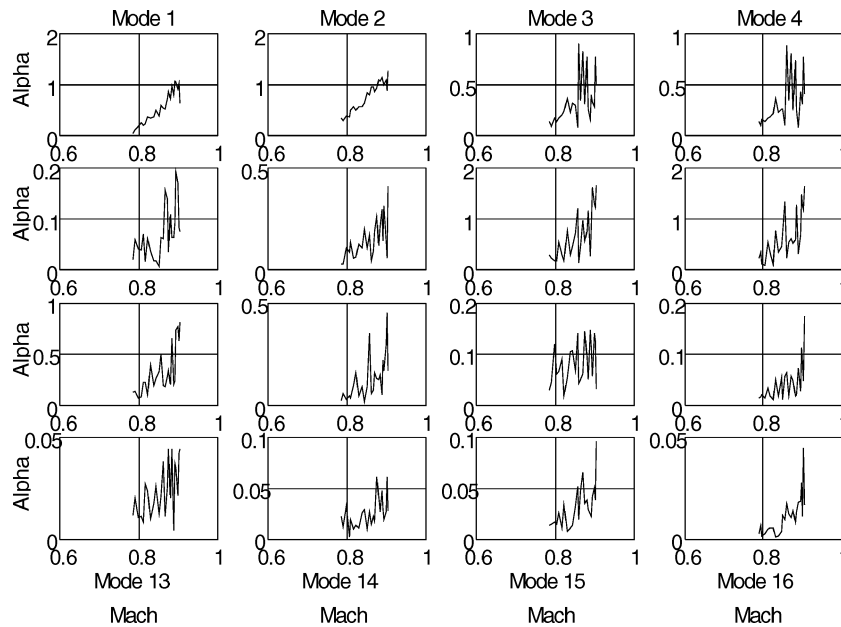 Mode 1 Mode 2 Mode 3 Mode 4
2 2 1 1
Alpha 1 1 0.5 0.5
0 0 0 0
0.6 0.8 1 0.6 0.8 1 0.6 0.8 1 0.6 0.8
0.2 0.5 2 2
Alpha 0.1 1 1
0 0 0 0
0.6 0.8 1 0.6 0.8 1 0.6 0.8 1 0.6 0.8
1 0.5 0.2 0.2
Alpha 0.5 0.1 0.1
0 0 0 0
0.6 0.8 1 0.6 0.8 1 0.6 0.8 1 0.6 0.8
0.05 0.1 0.1 0.05
Alpha 0.05 0.05
0 0 0 0
0.6 0.8 1 0.6 0.8 1 0.6 0.8 1 0.6 0.8 1
Mode 13 Mode 14 Mode 15 Mode 16
Mach Mach Mach Mach